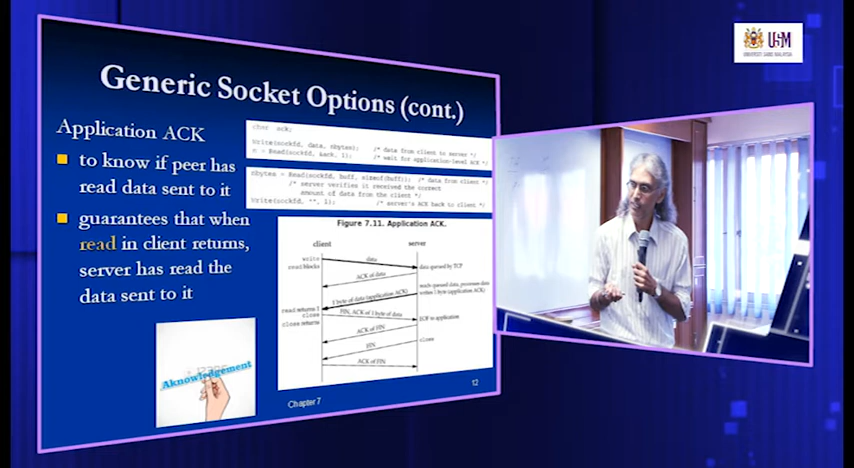 USM
UNIVERSITI SAINS MALAYSIA
Generic Socket Options (cont.)
Application ACK
to know if peer has
read data sent to it
guarantees that when
read in client returns,
server has read the
data sent to it
char ack;
Write(sockfd, data, nbytes); /* data from client to server */
n = Read(sockfd, &ack, 1); /* wait for application-level ACK */
nbytes = Read(sockfd, buff, sizeof(buff)); /* data from client */
/* server verifies it received the correct
amount of data from the client */
Write(sockfd, "", 1); /* server's ACK back to client */
Figure 7.11. Application ACK.
client server
write
data
read blocks
data queued by TCP
ACK of data
1 byte of data (application ACK)
read returns 1
close
FIN, ACK of 1 byte of data
close returns
EOF to application
ACK of FIN
close
FIN
ACK of FIN
Aknowledgement
Chapter 7
12